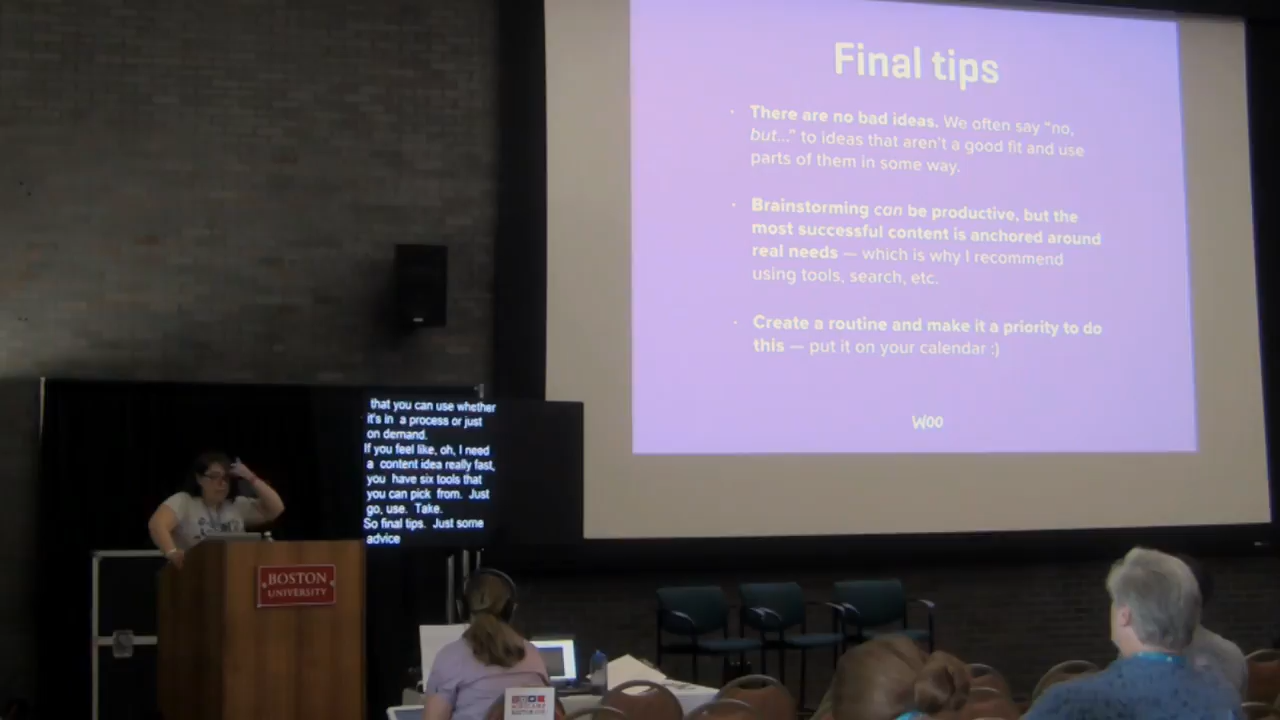 Final tips
· There are no bad ideas. We often say “no,
but...” to ideas that aren't a good fit and use
parts of them in some way.
· Brainstorming can be productive, but the
most successful content is anchored around
real needs — which is why I recommend
using tools, search, etc.
· Create a routine and make it a priority to do
this — put it on your calendar :)
WOO
that you can use whether
it's in a process or just
on demand.
If you feel like, oh, I need
a content idea really fast,
you have six tools that
you can pick from. Just
go, use. Take.
So final tips. Just some
advice
BOSTON
UNIVERSITY